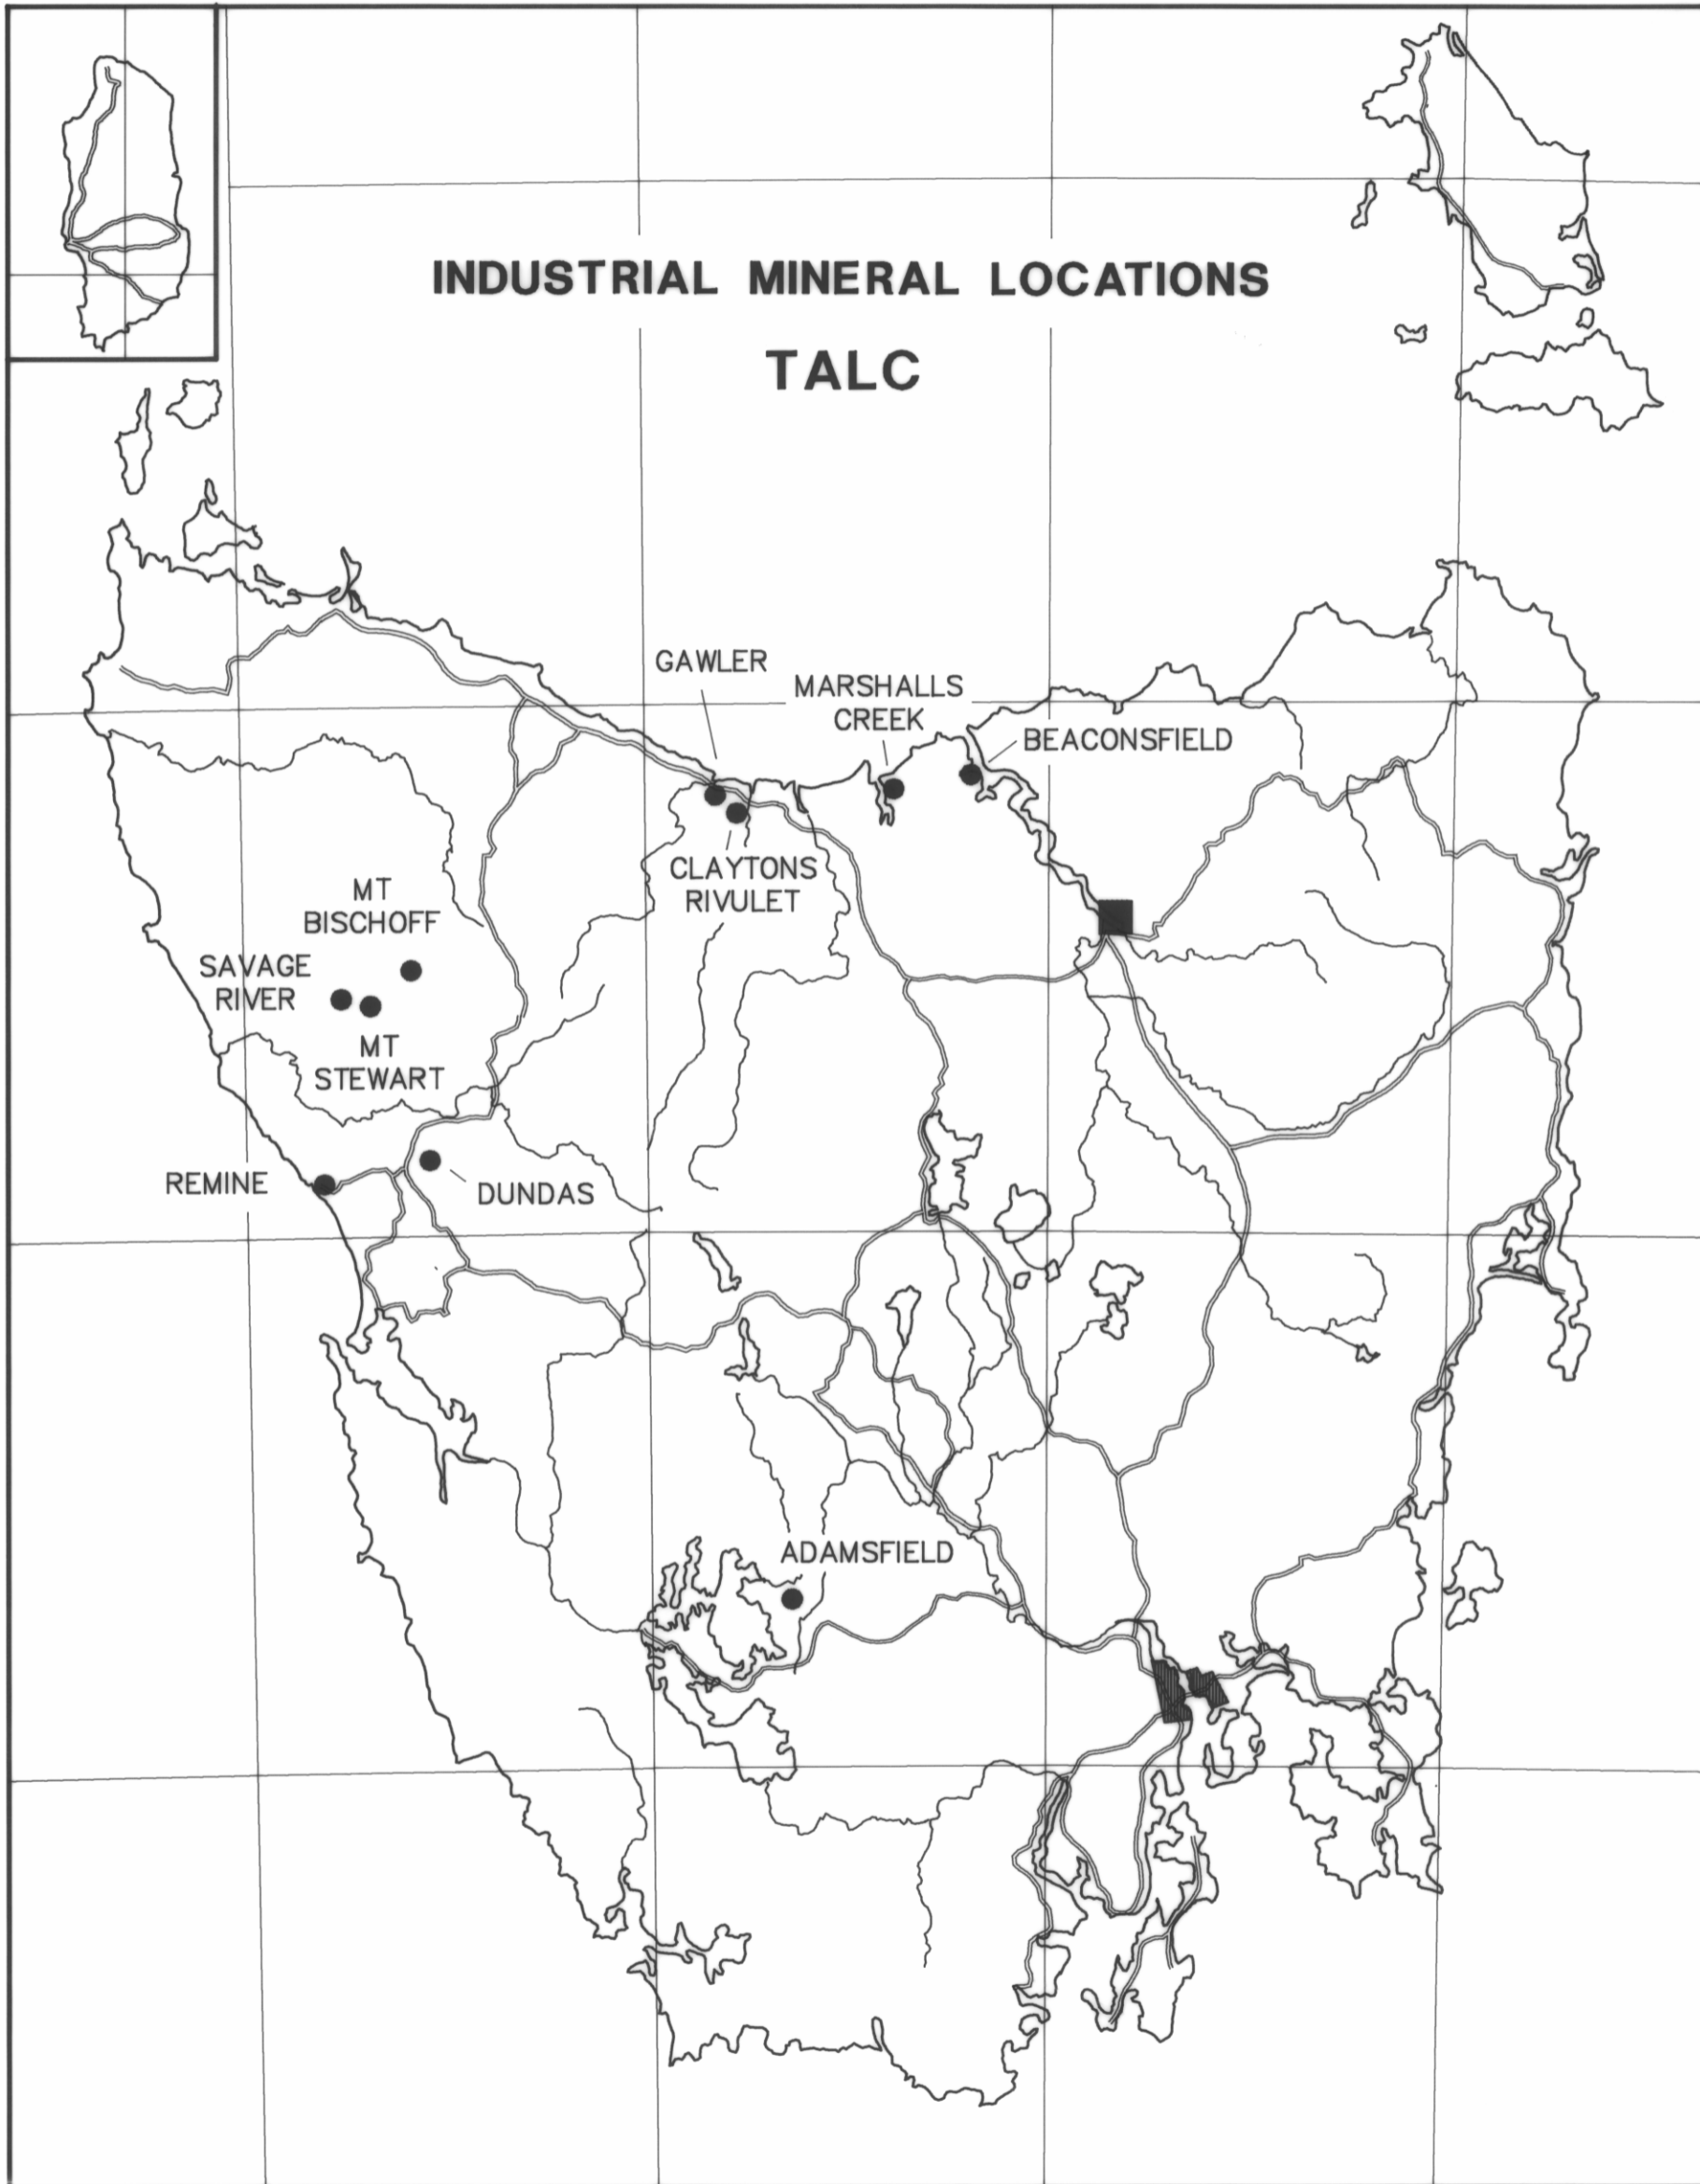 INDUSTRIAL MINERAL LOCATIONS
TALC
GAWLER
MARSHALLS
CREEK
BEACONSFIELD
CLAYTONS
RIVULET
MT
BISCHOFF
SAVAGE
RIVER
MT
STEWART
REMINE
DUNDAS
ADAMSFIELD